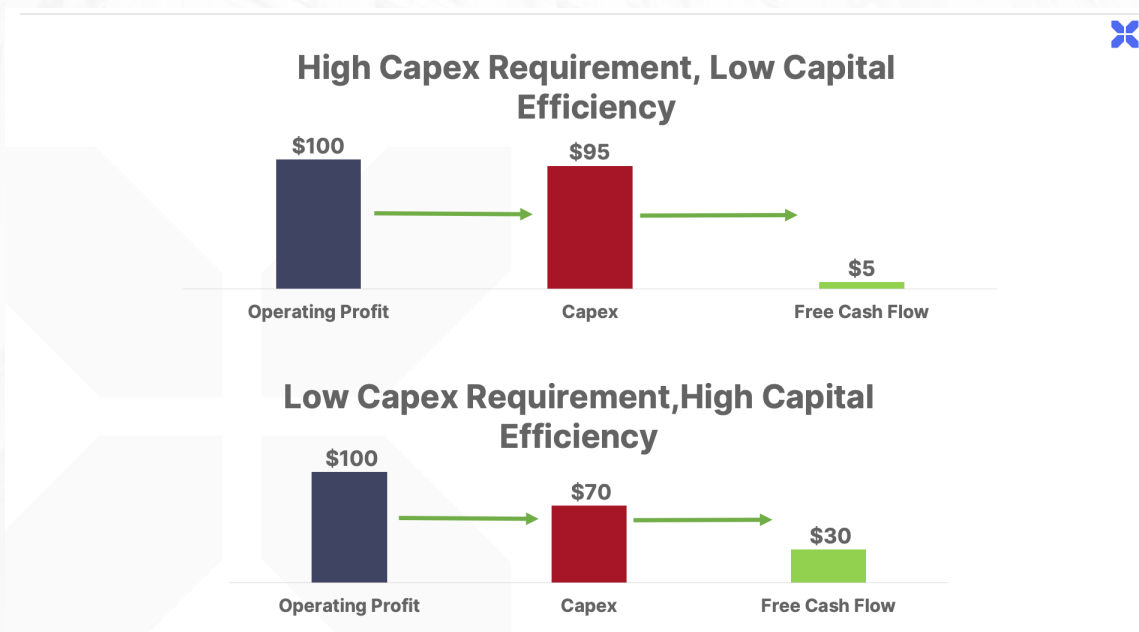 High Capex Requirement, Low Capital
Efficiency
$100
$95
$5
Operating Profit
Capex
Free Cash Flow
Low Capex Requirement,High Capital
Efficiency
$100
$70
$30
Operating Profit
Capex
Free Cash Flow